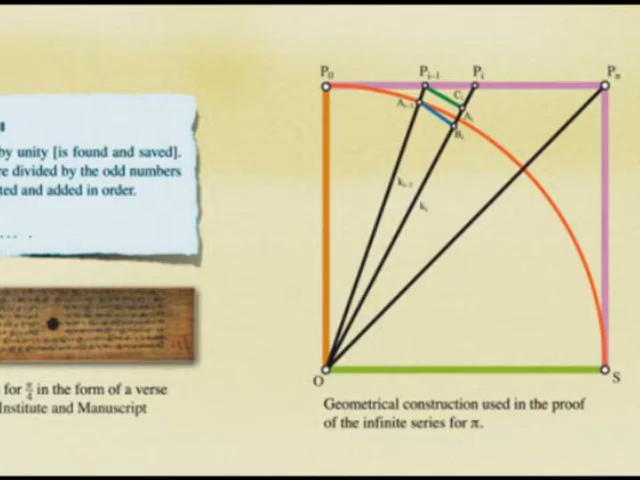 by unity [is found and saved].
re divided by the odd numbers
ted and added in order.
for π/4 in the form of a verse
Institute and Manuscript
P₀ Pᵢ₋₁ Pᵢ Pₙ
Cᵢ
Aᵢ₋₁ Aᵢ
Bᵢ
kᵢ₋₁
kᵢ
O S
Geometrical construction used in the proof
of the infinite series for π.